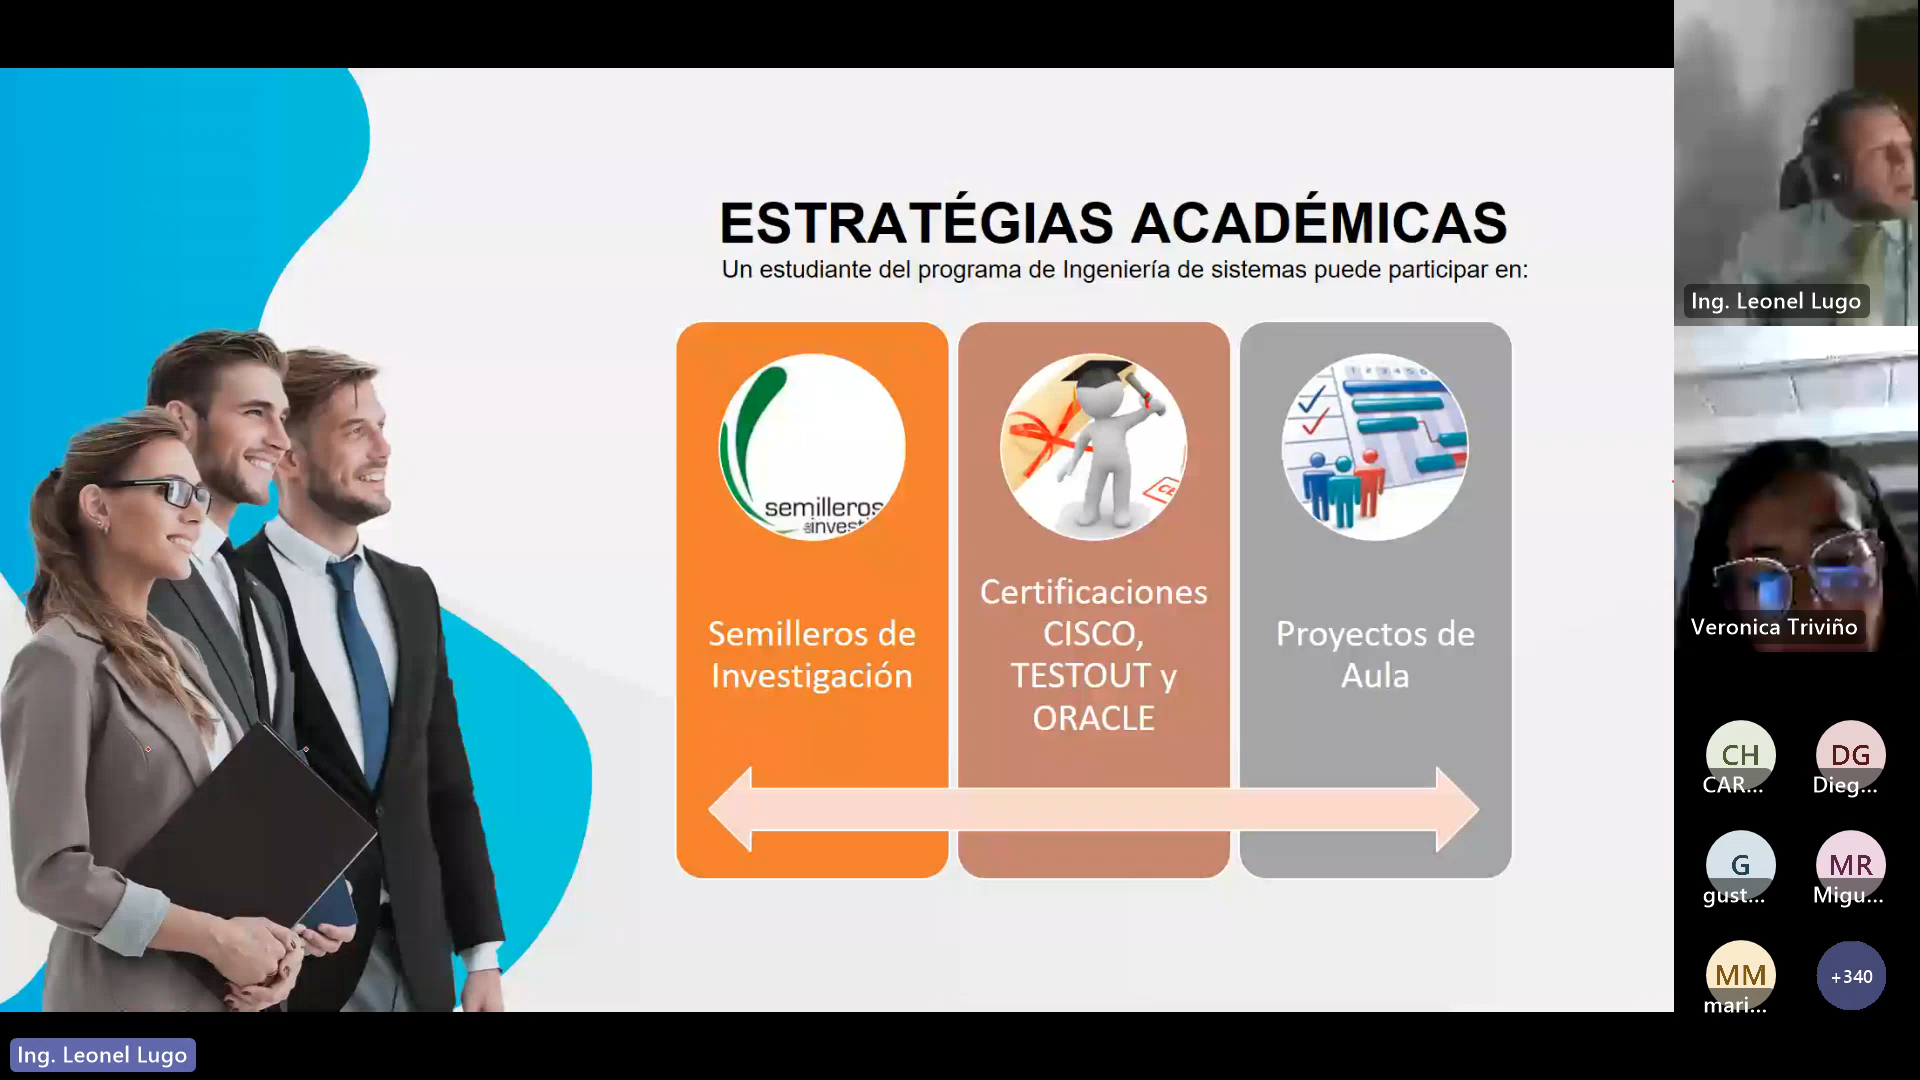 ESTRATÉGIAS ACADÉMICAS
Un estudiante del programa de Ingeniería de sistemas puede participar en:
semilleros
de invest
Semilleros de
Investigación
Certificaciones
CISCO,
TESTOUT y
ORACLE
Proyectos de
Aula
Ing. Leonel Lugo
Veronica Triviño
CH
CAR...
DG
Dieg...
G
gust...
MR
Migu...
MM
mari...
+340
Ing. Leonel Lugo